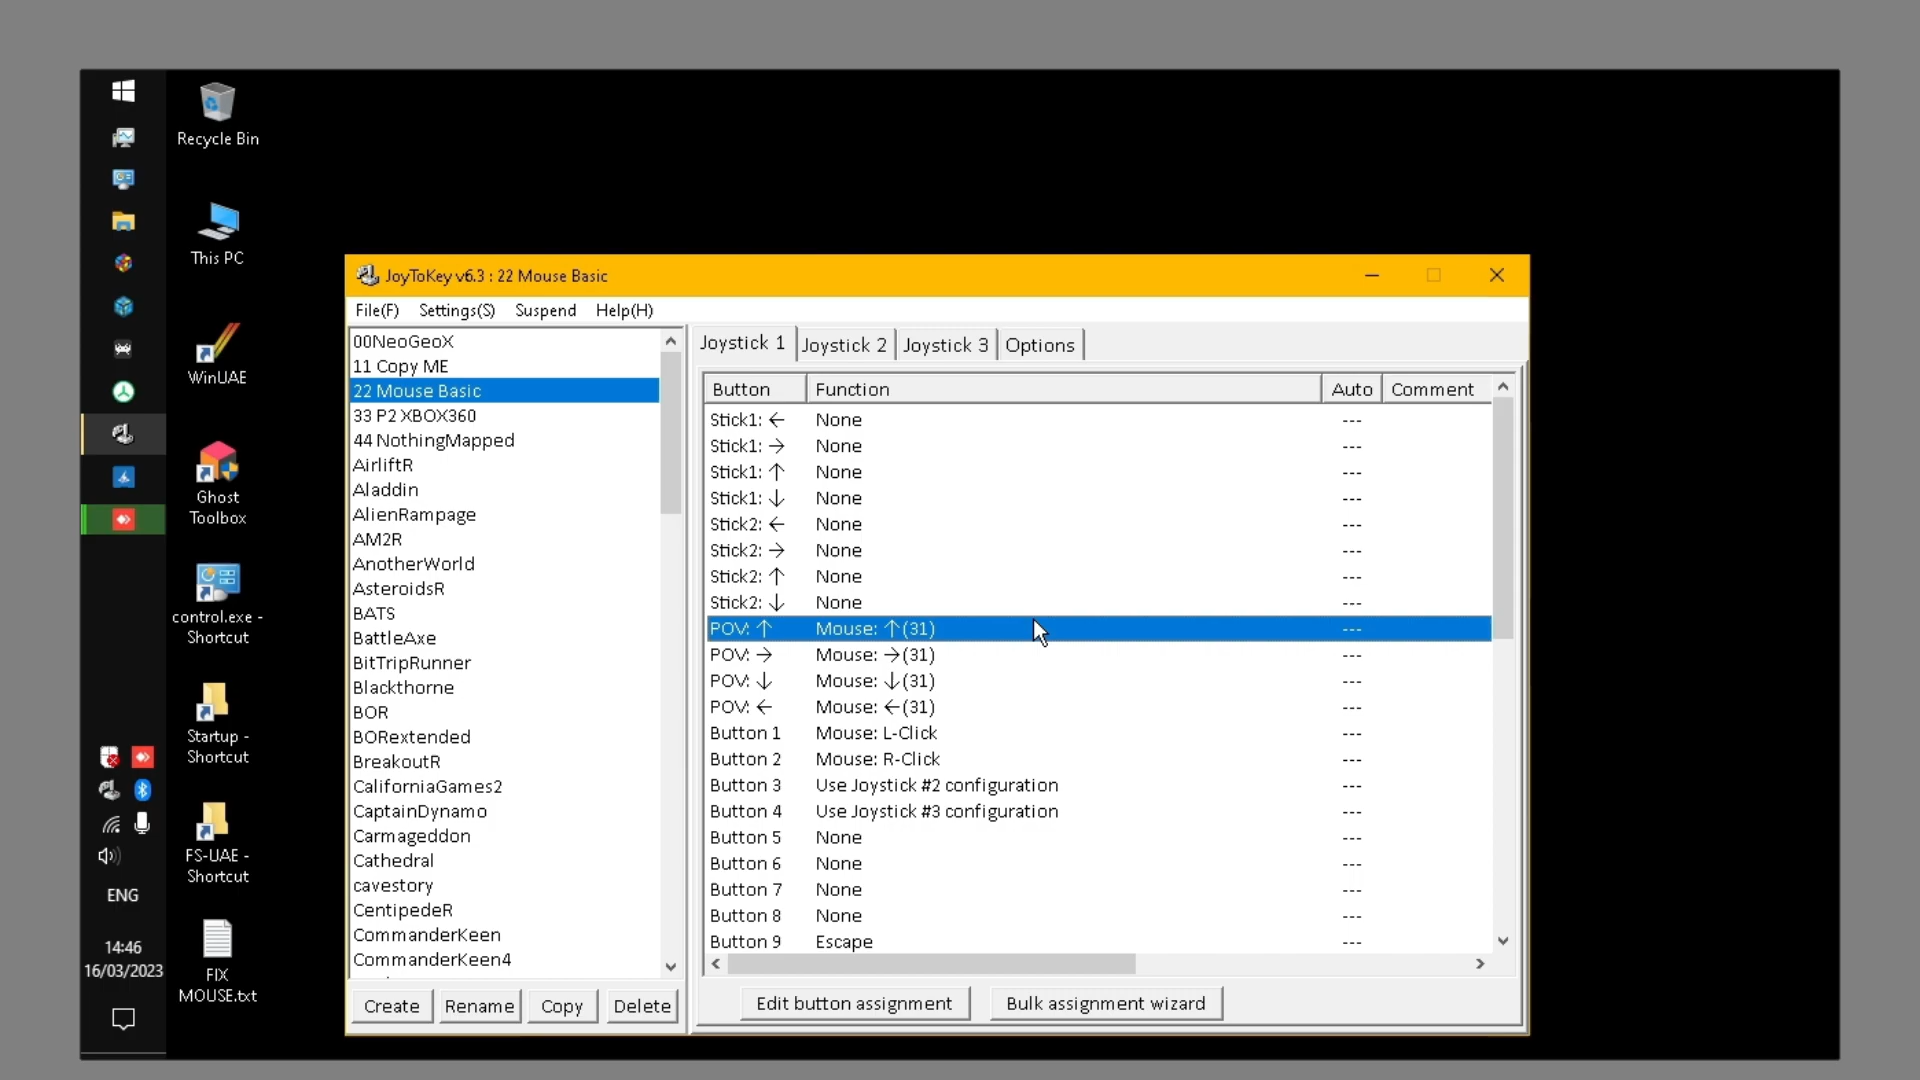 Recycle Bin
This PC
WinUAE
Ghost
Toolbox
control.exe -
Shortcut
Startup -
Shortcut
FS-UAE -
Shortcut
FIX
MOUSE.txt
ENG
14:46
16/03/2023
JoyToKey v6.3 : 22 Mouse Basic
File(F) Settings(S) Suspend Help(H)
00NeoGeoX
11 Copy ME
22 Mouse Basic
33 P2 XBOX360
44 NothingMapped
AirliftR
Aladdin
AlienRampage
AM2R
AnotherWorld
AsteroidsR
BATS
BattleAxe
BitTripRunner
Blackthorne
BOR
BORextended
BreakoutR
CaliforniaGames2
CaptainDynamo
Carmageddon
Cathedral
cavestory
CentipedeR
CommanderKeen
CommanderKeen4
Create Rename Copy Delete
Joystick 1 Joystick 2 Joystick 3 Options
Button Function Auto Comment
Stick1: ← None ---
Stick1: → None ---
Stick1: ↑ None ---
Stick1: ↓ None ---
Stick2: ← None ---
Stick2: → None ---
Stick2: ↑ None ---
Stick2: ↓ None ---
POV: ↑ Mouse: ↑(31) ---
POV: → Mouse: →(31) ---
POV: ↓ Mouse: ↓(31) ---
POV: ← Mouse: ←(31) ---
Button 1 Mouse: L-Click ---
Button 2 Mouse: R-Click ---
Button 3 Use Joystick #2 configuration ---
Button 4 Use Joystick #3 configuration ---
Button 5 None ---
Button 6 None ---
Button 7 None ---
Button 8 None ---
Button 9 Escape ---
Edit button assignment Bulk assignment wizard